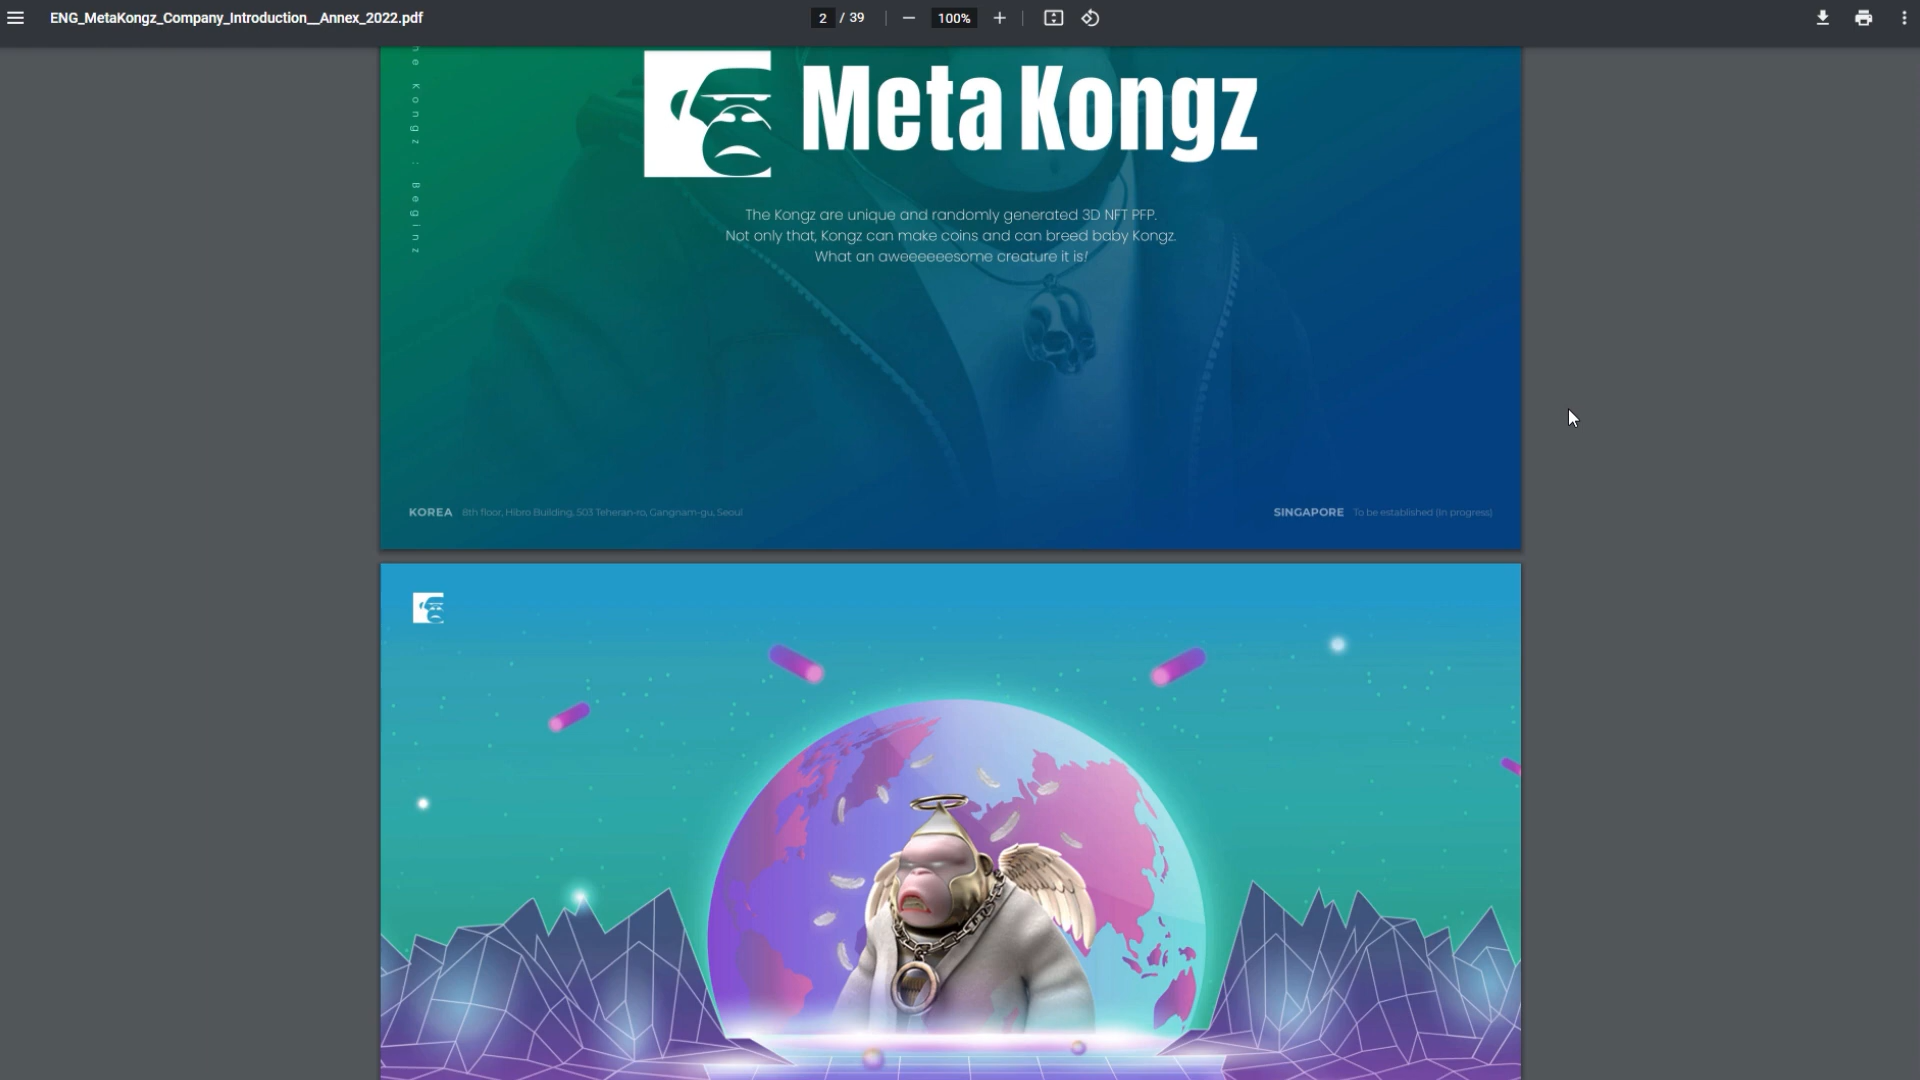 ENG_MetaKongz_Company_Introduction__Annex_2022.pdf
2 / 39
100%
Meta Kongz
e Kongz : Beginz
The Kongz are unique and randomly generated 3D NFT PFP.
Not only that, Kongz can make coins and can breed baby Kongz.
What an aweeeeeesome creature it is!
KOREA 8th floor, Hibro Building, 503 Teheran-ro, Gangnam-gu, Seoul
SINGAPORE To be established (In progress)